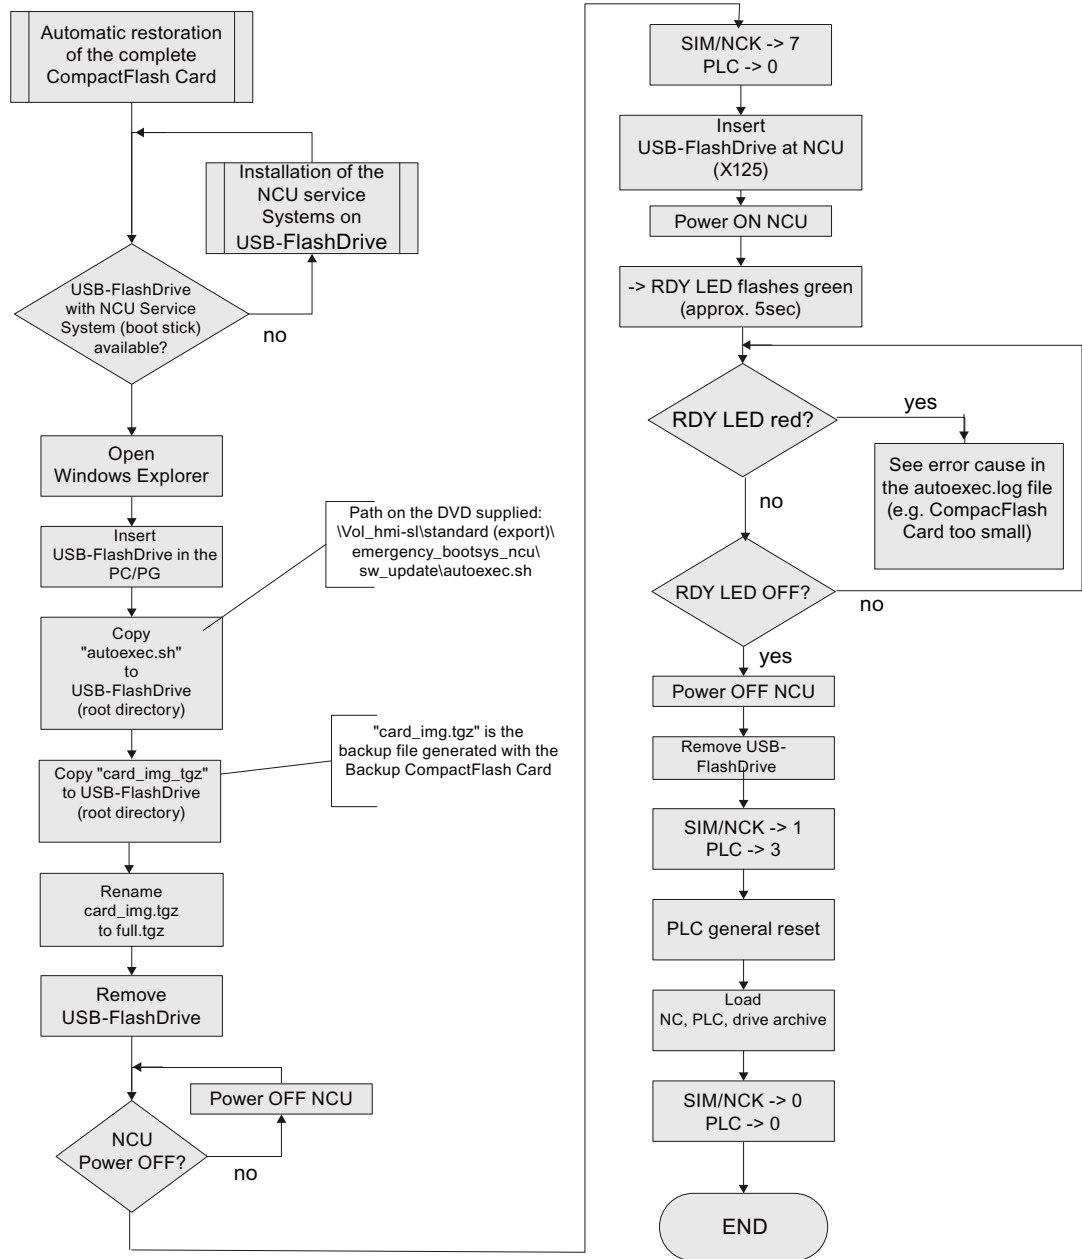 Automatic restoration
of the complete
CompactFlash Card
Installation of the
NCU service
Systems on
USB-FlashDrive
USB-FlashDrive
with NCU Service
System (boot stick)
available?
no
Open
Windows Explorer
Insert
USB-FlashDrive in the
PC/PG
Path on the DVD supplied:
\Vol_hmi-sl\standard (export)\
emergency_bootsys_ncu\
sw_update\autoexec.sh
Copy
"autoexec.sh"
to
USB-FlashDrive
(root directory)
"card_img.tgz" is the
backup file generated with the
Backup CompactFlash Card
Copy "card_img_tgz"
to USB-FlashDrive
(root directory)
Rename
card_img.tgz
to full.tgz
Remove
USB-FlashDrive
Power OFF NCU
NCU
Power OFF?
no
SIM/NCK -> 7
PLC -> 0
Insert
USB-FlashDrive at NCU
(X125)
Power ON NCU
-> RDY LED flashes green
(approx. 5sec)
RDY LED red?
yes
See error cause in
the autoexec.log file
(e.g. CompacFlash
Card too small)
no
RDY LED OFF?
no
yes
Power OFF NCU
Remove USB-
FlashDrive
SIM/NCK -> 1
PLC -> 3
PLC general reset
Load
NC, PLC, drive archive
SIM/NCK -> 0
PLC -> 0
END